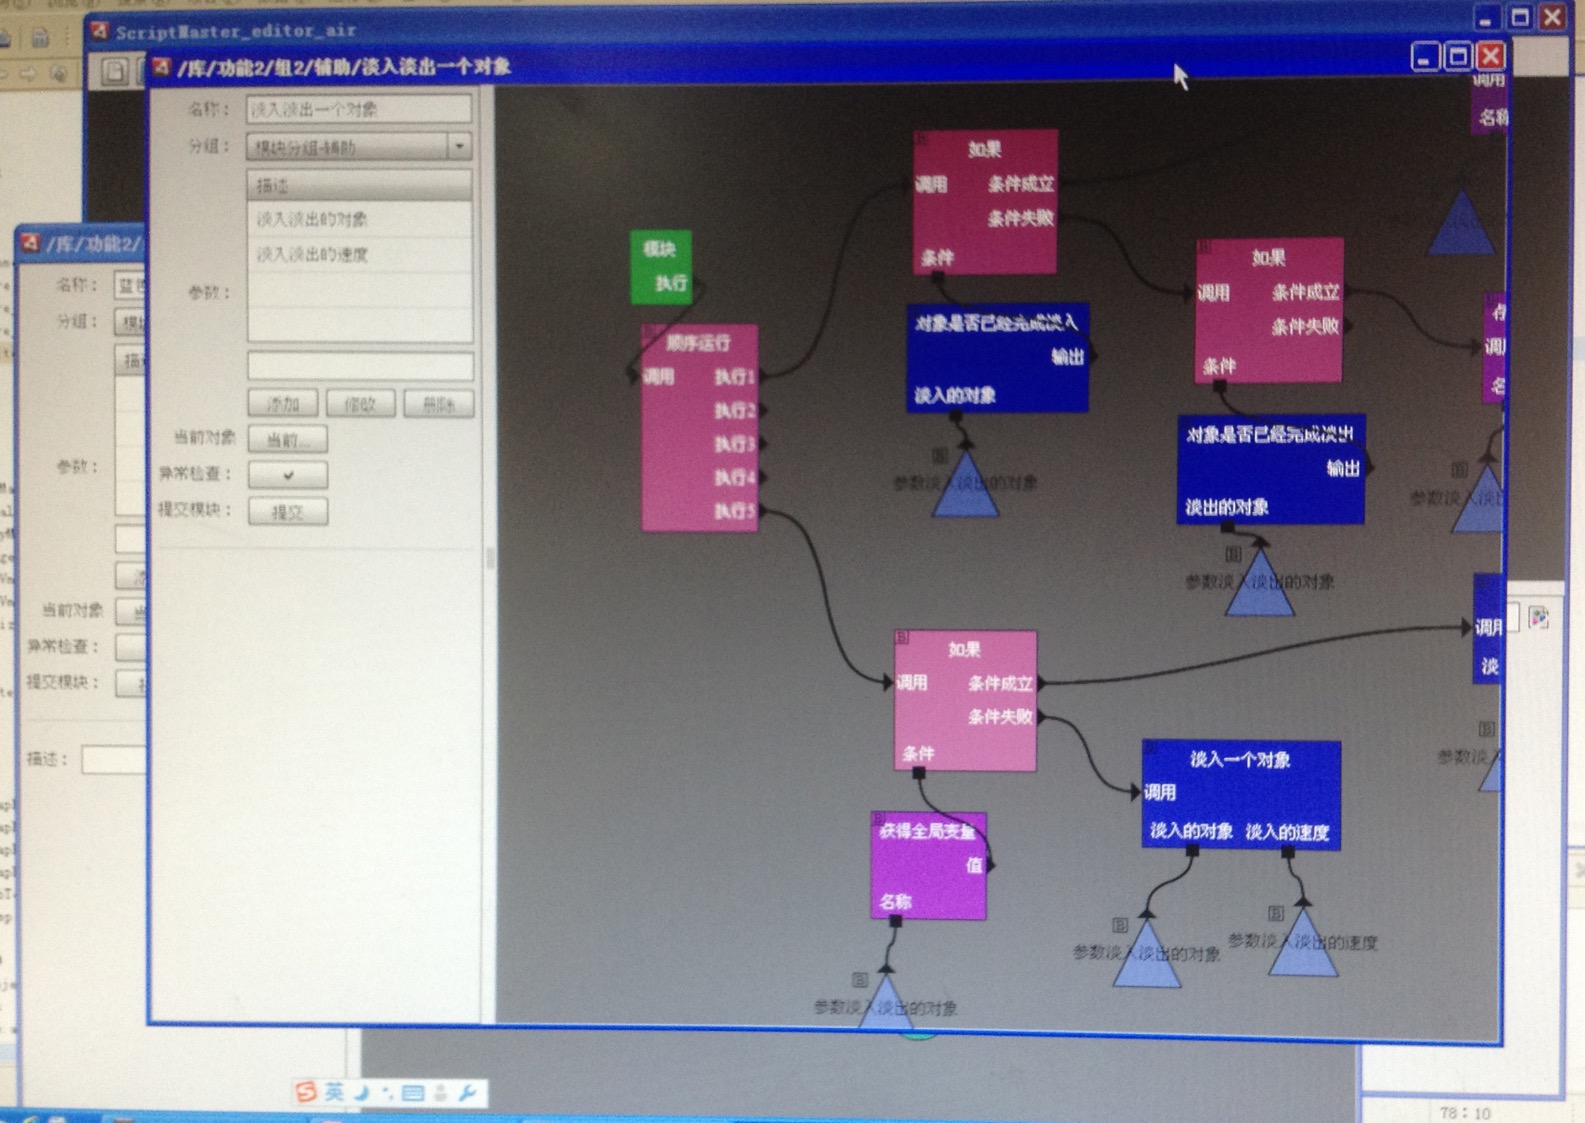 ScriptMaster_editor_air
/库/功能2/组2/辅助/淡入淡出一个对象
名称：
淡入淡出一个对象
分组：
模块分组-辅助
描述
淡入淡出的对象
淡入淡出的速度
参数：
添加
修改
删除
当前对象
当前...
异常检查：
提交模块：
提交
/库/功能2/
名称：
分组：
参数：
当前对象
异常检查：
提交模块：
描述：
模块
执行
顺序运行
调用
执行1
执行2
执行3
执行4
执行5
如果
调用
条件成立
条件失败
条件
对象是否已经完成淡入
输出
淡入的对象
B
参数淡入淡出的对象
如果
调用
条件成立
条件失败
条件
对象是否已经完成淡出
输出
淡出的对象
B
参数淡入淡出的对象
调用
名称
调用
名
B
参数淡入淡出
调用
淡
B
参数淡入
B
如果
调用
条件成立
条件失败
条件
B
获得全局变量
值
名称
B
参数淡入淡出的对象
淡入一个对象
调用
淡入的对象
淡入的速度
B
参数淡入淡出的对象
B
参数淡入淡出的速度
英
78:10